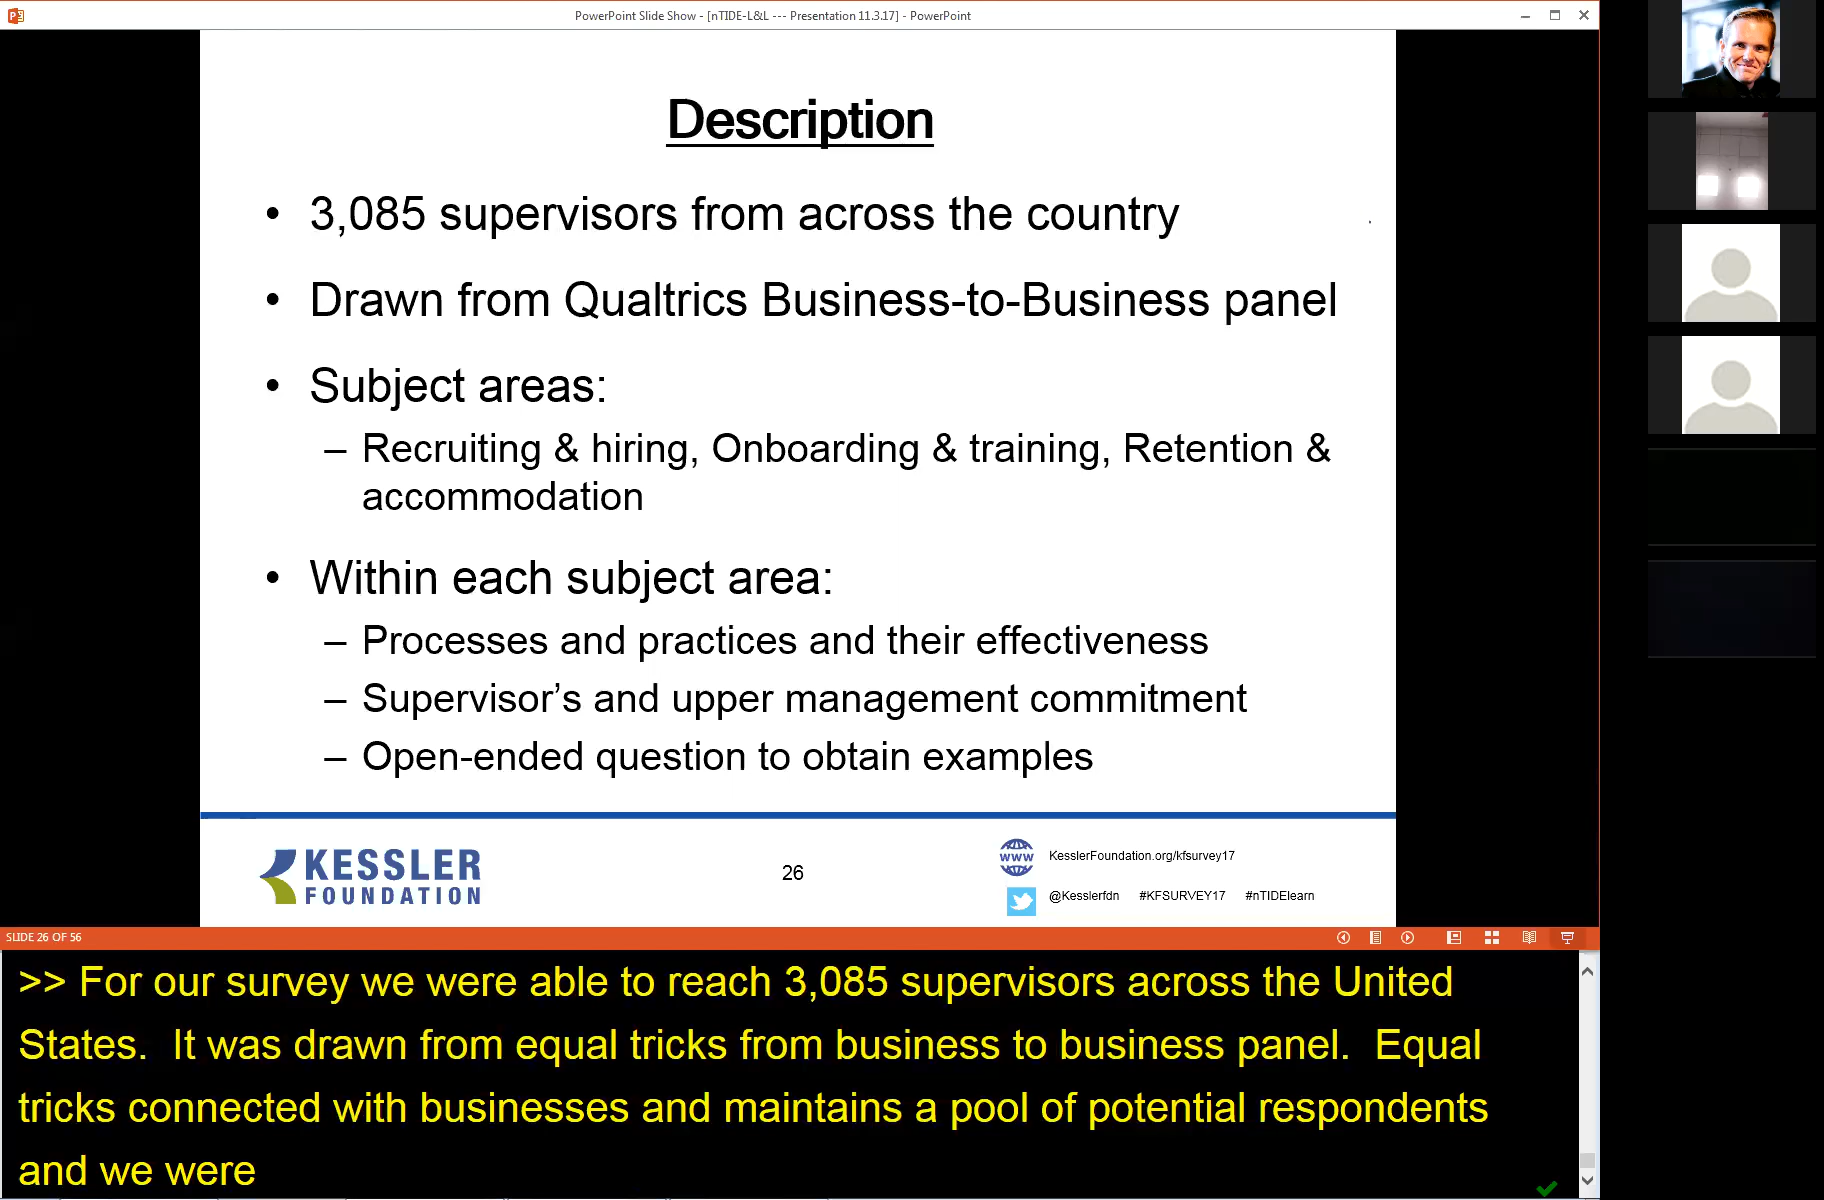 PowerPoint Slide Show - [nTIDE-L&L --- Presentation 11.3.17] - PowerPoint
Description
• 3,085 supervisors from across the country
• Drawn from Qualtrics Business-to-Business panel
• Subject areas:
– Recruiting & hiring, Onboarding & training, Retention &
accommodation
• Within each subject area:
– Processes and practices and their effectiveness
– Supervisor’s and upper management commitment
– Open-ended question to obtain examples
KESSLER
FOUNDATION
26
www
KesslerFoundation.org/kfsurvey17
@Kesslerfdn #KFSURVEY17 #nTIDElearn
SLIDE 26 OF 56
>> For our survey we were able to reach 3,085 supervisors across the United
States.  It was drawn from equal tricks from business to business panel.  Equal
tricks connected with businesses and maintains a pool of potential respondents
and we were